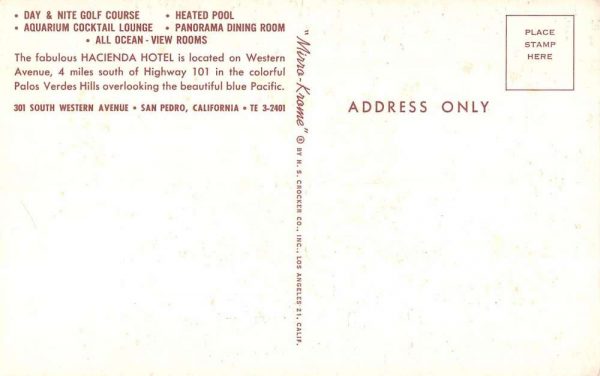 • DAY & NITE GOLF COURSE • HEATED POOL
• AQUARIUM COCKTAIL LOUNGE • PANORAMA DINING ROOM
• ALL OCEAN - VIEW ROOMS
The fabulous HACIENDA HOTEL is located on Western
Avenue, 4 miles south of Highway 101 in the colorful
Palos Verdes Hills overlooking the beautiful blue Pacific.
301 SOUTH WESTERN AVENUE • SAN PEDRO, CALIFORNIA • TE 3-2401
"Mirro-Krome" ® BY H. S. CROCKER CO., INC., LOS ANGELES 21, CALIF.
PLACE
STAMP
HERE
ADDRESS ONLY